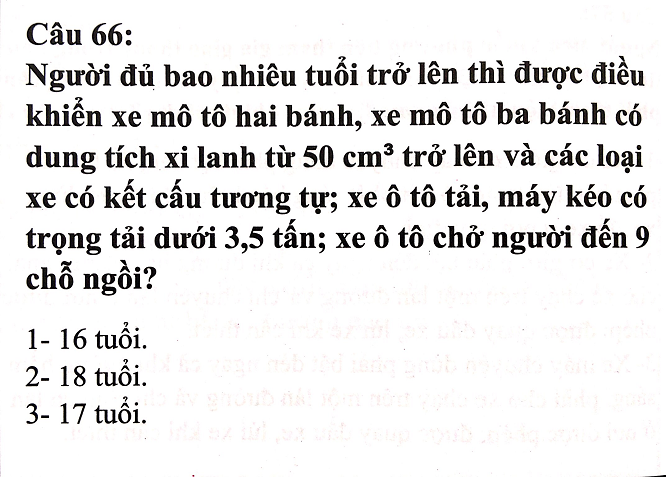 Câu 66:
Người đủ bao nhiêu tuổi trở lên thì được điều
khiển xe mô tô hai bánh, xe mô tô ba bánh có
dung tích xi lanh từ 50 cm³ trở lên và các loại
xe có kết cấu tương tự; xe ô tô tải, máy kéo có
trọng tải dưới 3,5 tấn; xe ô tô chở người đến 9
chỗ ngồi?
1- 16 tuổi.
2- 18 tuổi.
3- 17 tuổi.